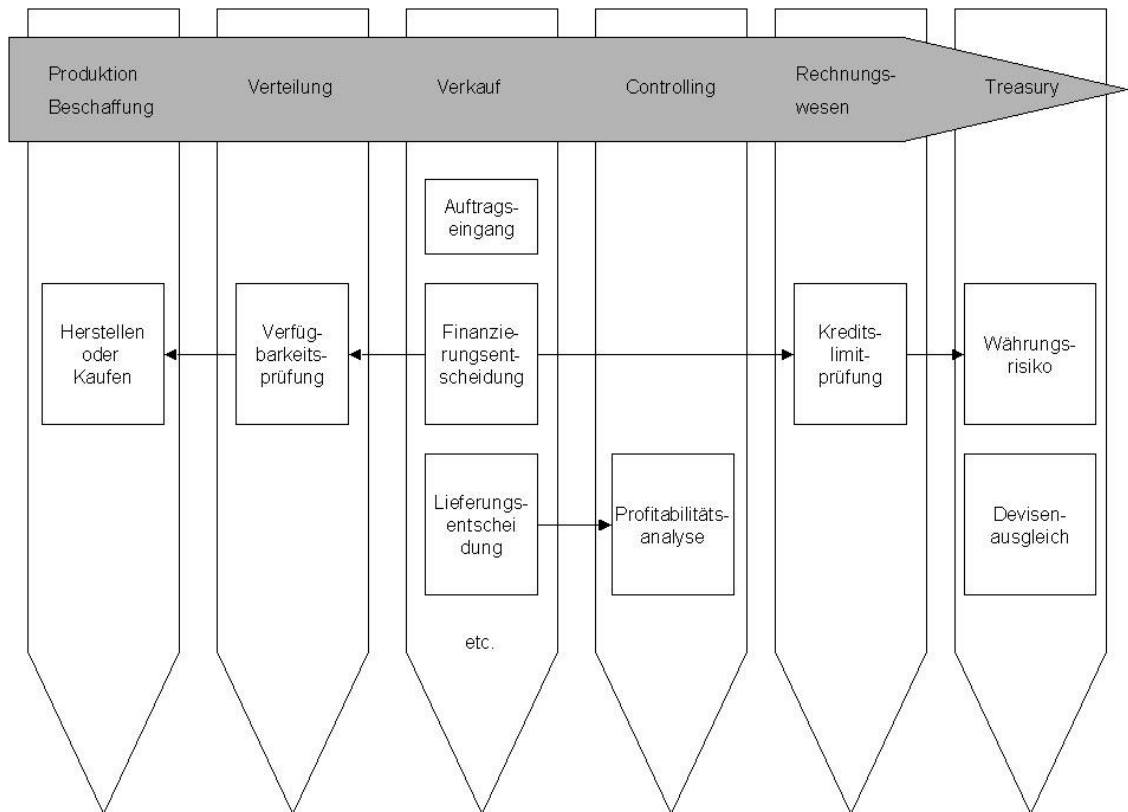 Produktion
Beschaffung
Verteilung
Verkauf
Controlling
Rechnungs-
wesen
Treasury
Auftrags-
eingang
Herstellen
oder
Kaufen
Verfüg-
barkeits-
prüfung
Finanzie-
rungsent-
scheidung
Kredits-
limit-
prüfung
Währungs-
risiko
Lieferungs-
entschei
dung
Profitabilitäts-
analyse
Devisen-
ausgleich
etc.